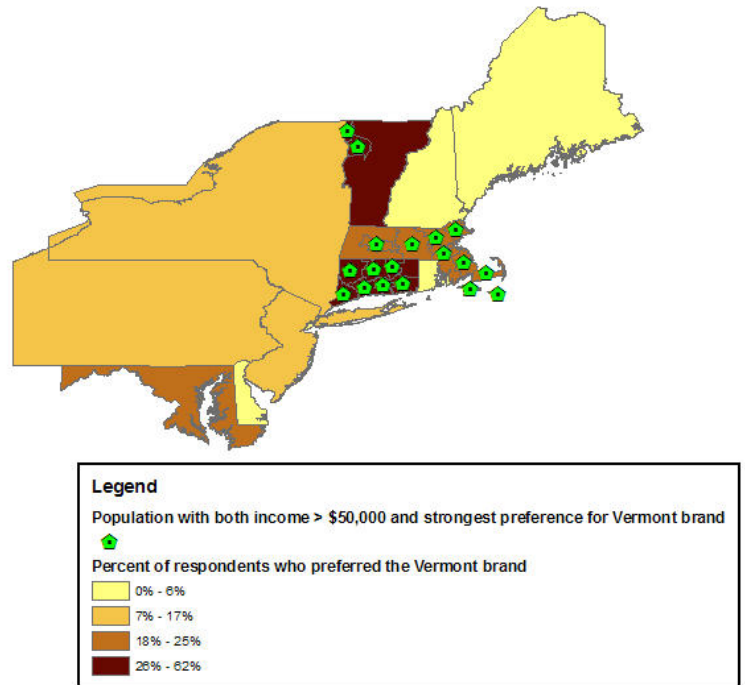 Legend
Population with both income > $50,000 and strongest preference for Vermont brand
Percent of respondents who preferred the Vermont brand
0% - 6%
7% - 17%
18% - 25%
26% - 62%